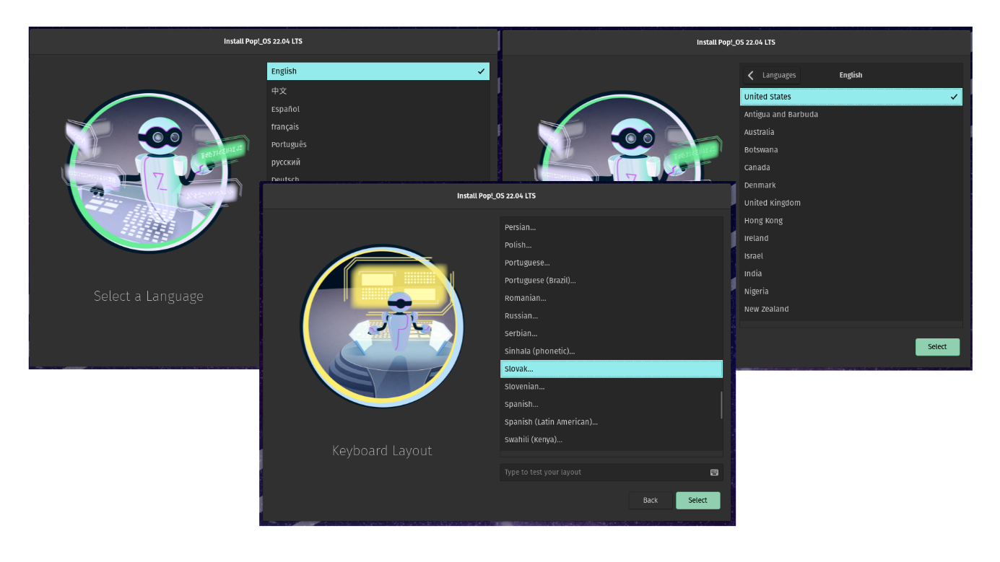 Install Pop!_OS 22.04 LTS
English
中文
Español
français
Português
русский
Deutsch
Select a Language
Install Pop!_OS 22.04 LTS
Languages
English
United States
Antigua and Barbuda
Australia
Botswana
Canada
Denmark
United Kingdom
Hong Kong
Ireland
Israel
India
Nigeria
New Zealand
Select
Install Pop!_OS 22.04 LTS
Persian...
Polish...
Portuguese...
Portuguese (Brazil)...
Romanian...
Russian...
Serbian...
Sinhala (phonetic)...
Slovak...
Slovenian...
Spanish...
Spanish (Latin American)...
Swahili (Kenya)...
Keyboard Layout
Type to test your layout
Back
Select